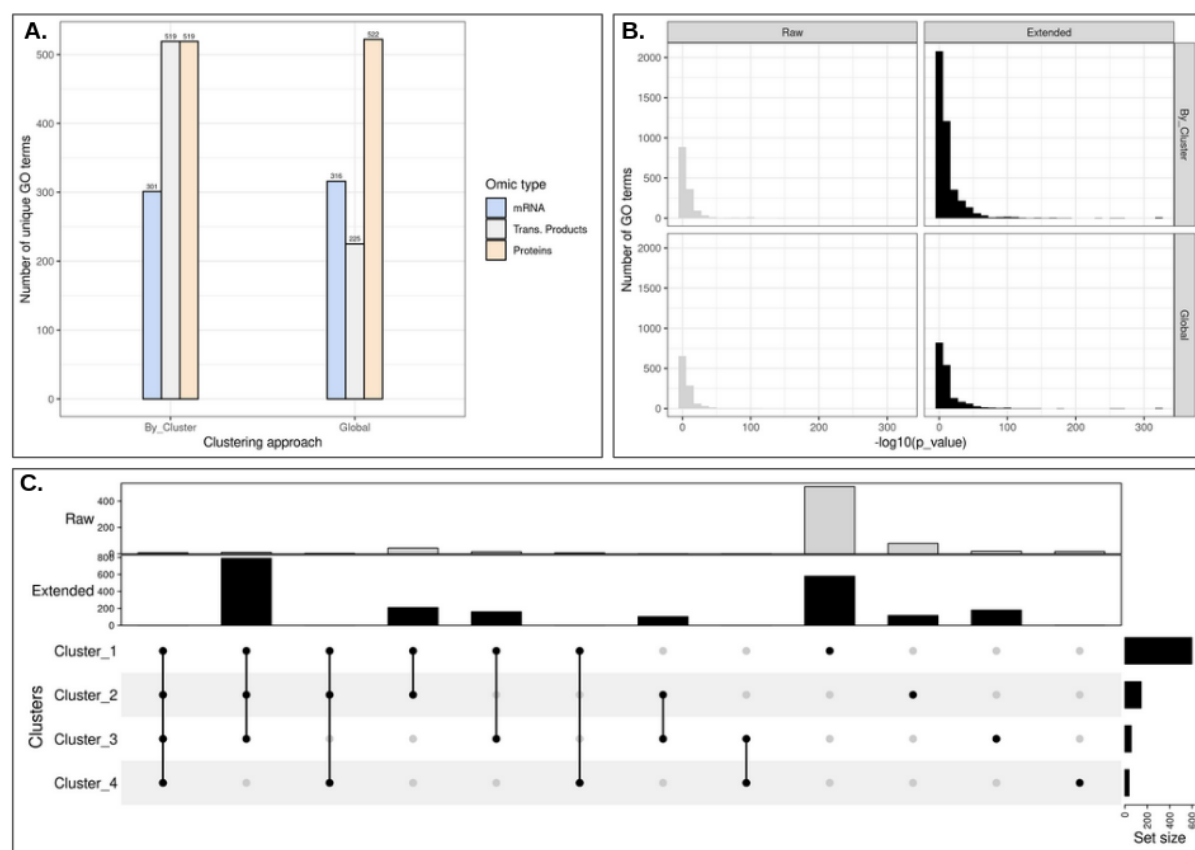 A.
519 519
522
301
316
225
500
400
300
200
100
0
Number of unique GO terms
By_Cluster Global
Clustering approach
Omic type
mRNA
Trans. Products
Proteins
B.
Raw Extended
2000
1500
1000
500
0
By_Cluster
2000
1500
1000
500
0
Global
Number of GO terms
0 100 200 300 0 100 200 300
-log10(p_value)
C.
Raw
400
200
0
Extended
800
600
400
200
0
Clusters
Cluster_1
Cluster_2
Cluster_3
Cluster_4
0 200 400 600
Set size